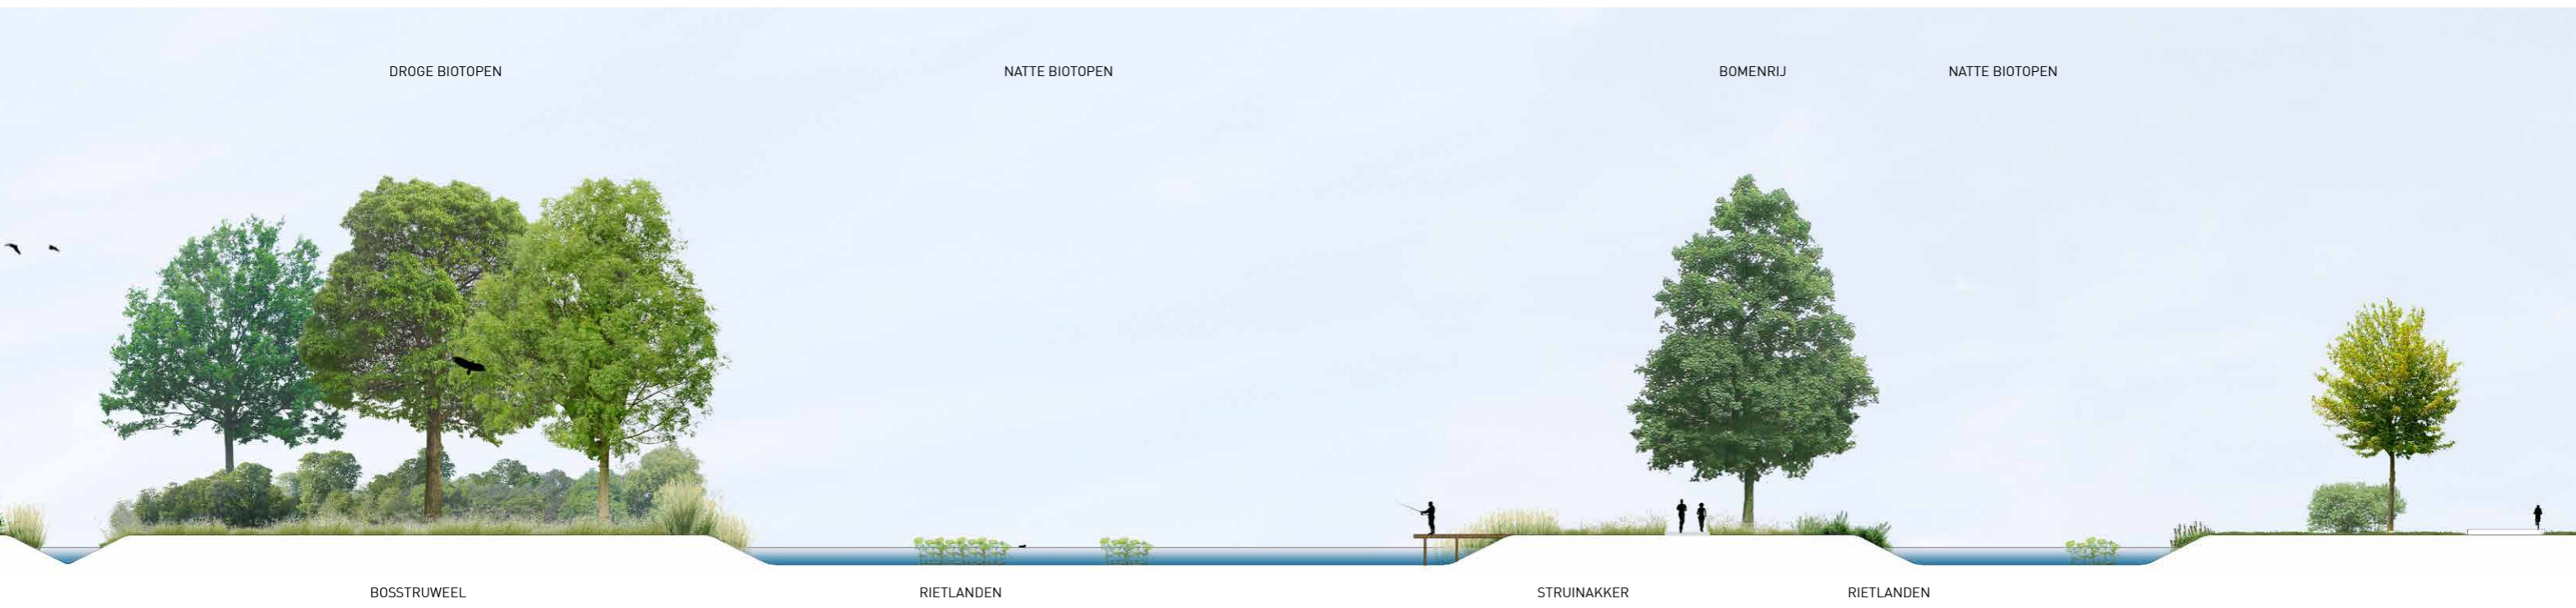 DROGE BIOTOPEN
NATTE BIOTOPEN
BOMENRIJ
NATTE BIOTOPEN
BOSSTRUWEEL
RIETLANDEN
STRUINAKKER
RIETLANDEN